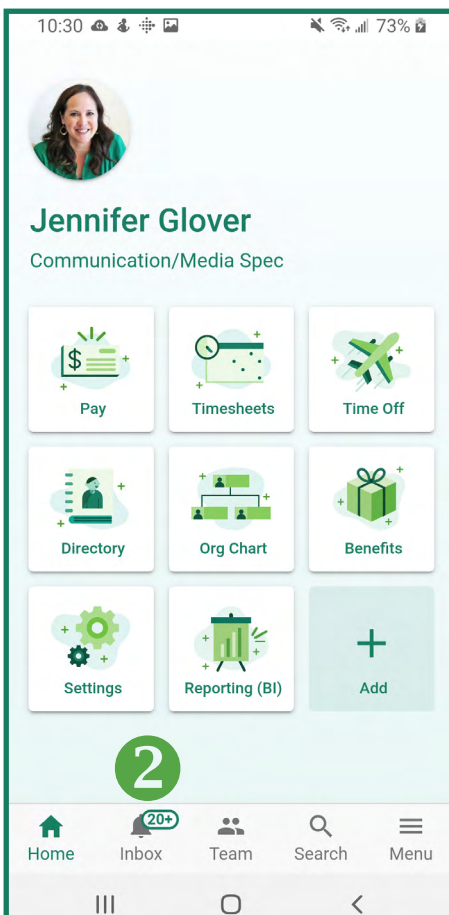 10:30 73%
Jennifer Glover
Communication/Media Spec
$
Pay Timesheets Time Off
Directory Org Chart Benefits
Settings Reporting (BI) Add
2
20+
Home Inbox Team Search Menu